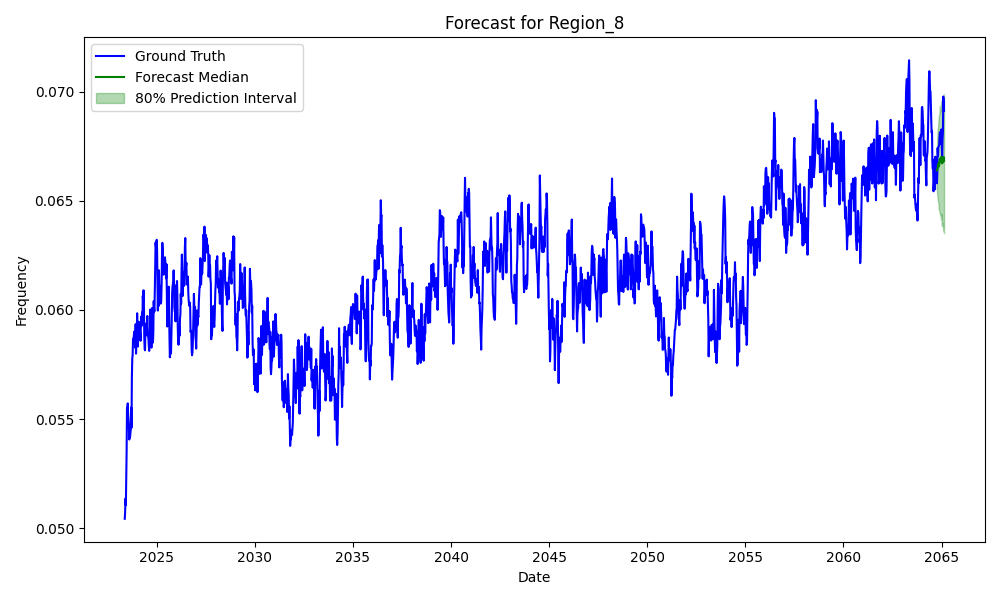 Forecast for Region_8
Ground Truth
Forecast Median
80% Prediction Interval
Frequency
0.070
0.065
0.060
0.055
0.050
2025 2030 2035 2040 2045 2050 2055 2060 2065
Date